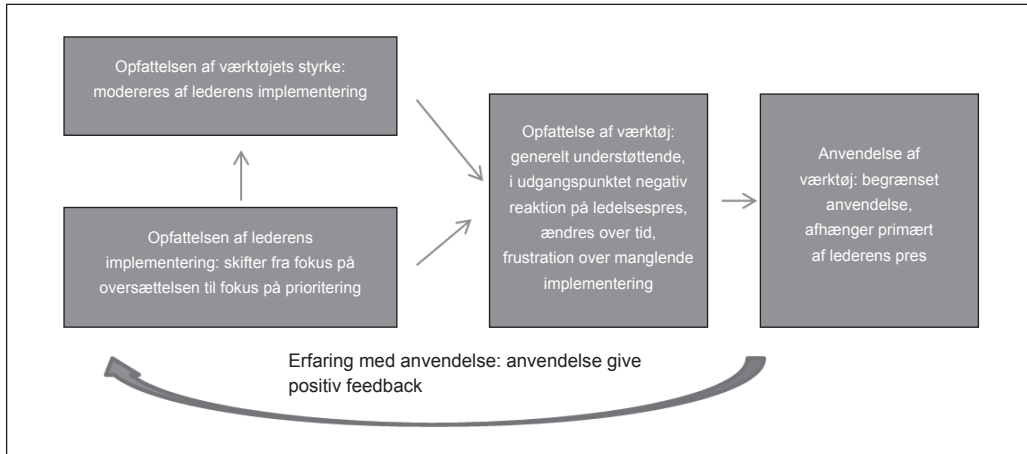 Opfattelsen af værktøjets styrke:
modereres af lederens implementering
Opfattelsen af lederens
implementering: skifter fra fokus på
oversættelsen til fokus på prioritering
Opfattelse af værktøj:
generelt understøttende,
i udgangspunktet negativ
reaktion på ledelsespres,
ændres over tid,
frustration over manglende
implementering
Anvendelse af
værktøj: begrænset
anvendelse,
afhænger primært
af lederens pres
Erfaring med anvendelse: anvendelse give
positiv feedback